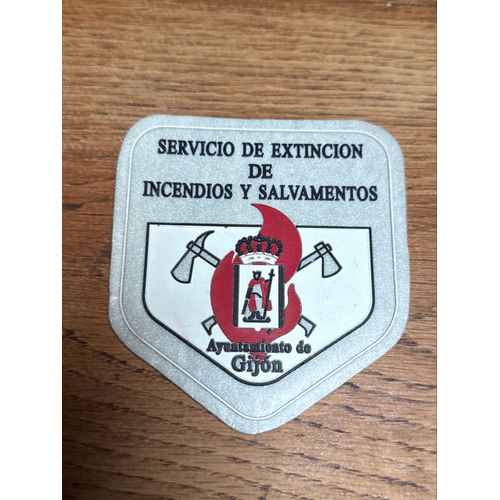 SERVICIO DE EXTINCION
DE
INCENDIOS Y SALVAMENTOS
Ayuntamiento de
Gijón